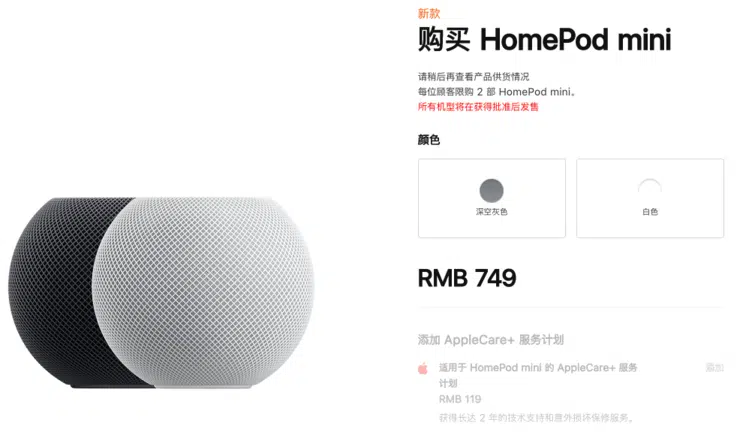 新款
购买 HomePod mini
请稍后再查看产品供货情况
每位顾客限购 2 部 HomePod mini。
所有机型将在获得批准后发售
颜色
深空灰色
白色
RMB 749
添加 AppleCare+ 服务计划
适用于 HomePod mini 的 AppleCare+ 服务
添加
计划
RMB 119
获得长达 2 年的技术支持和意外损坏保修服务。